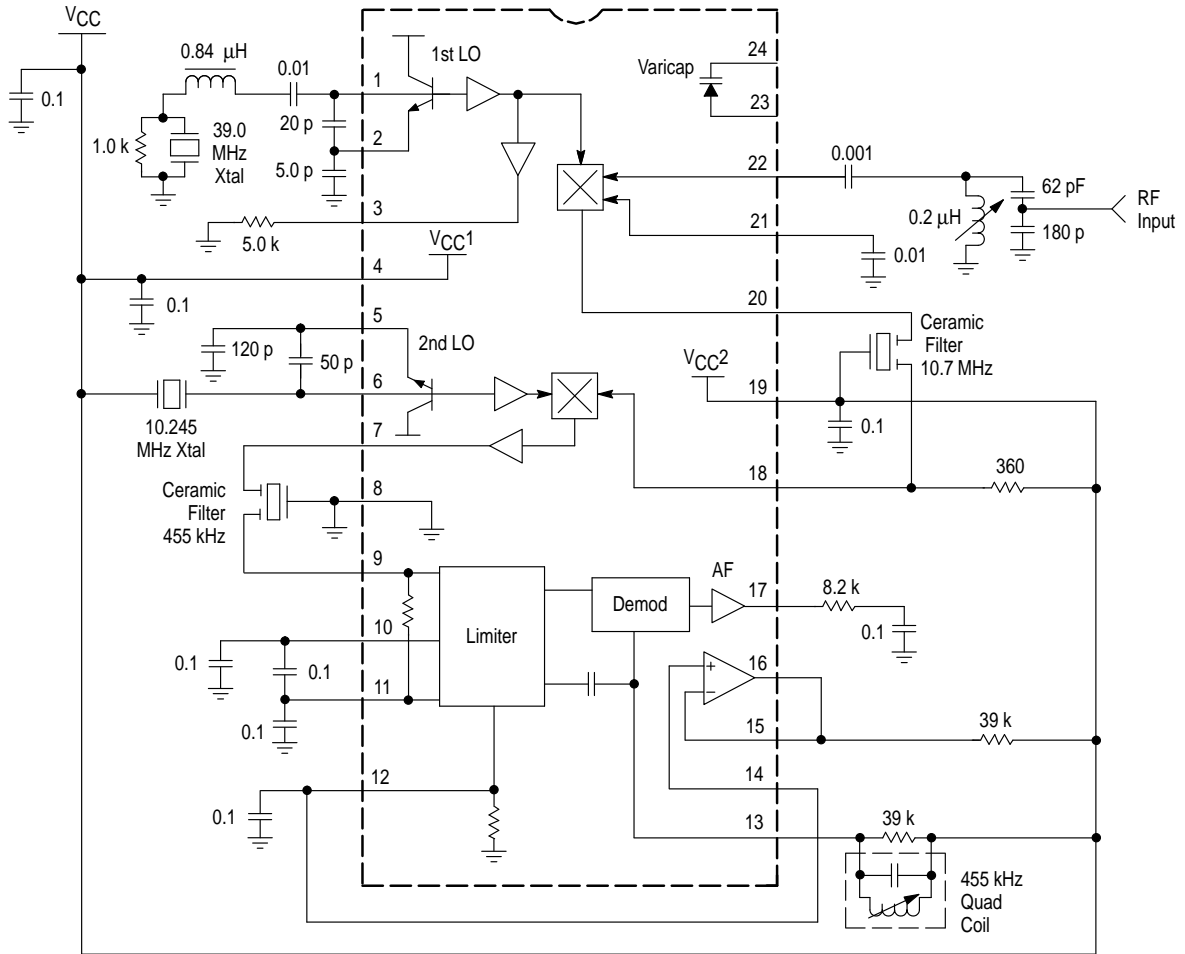 VCC
0.1
0.84 μH
0.01
1
1st LO
20 p
2
5.0 p
1.0 k
39.0
MHz
Xtal
3
5.0 k
Varicap
24
23
22
0.001
62 pF
RF
Input
0.2 μH
180 p
21
0.01
VCC1
4
0.1
5
120 p
50 p
2nd LO
6
10.245
MHz Xtal
7
20
Ceramic
Filter
10.7 MHz
VCC2
19
0.1
18
360
Ceramic
Filter
455 kHz
8
9
Limiter
Demod
AF
17
8.2 k
0.1
10
0.1
0.1
11
0.1
16
+
–
15
39 k
14
12
0.1
13
39 k
455 kHz
Quad
Coil